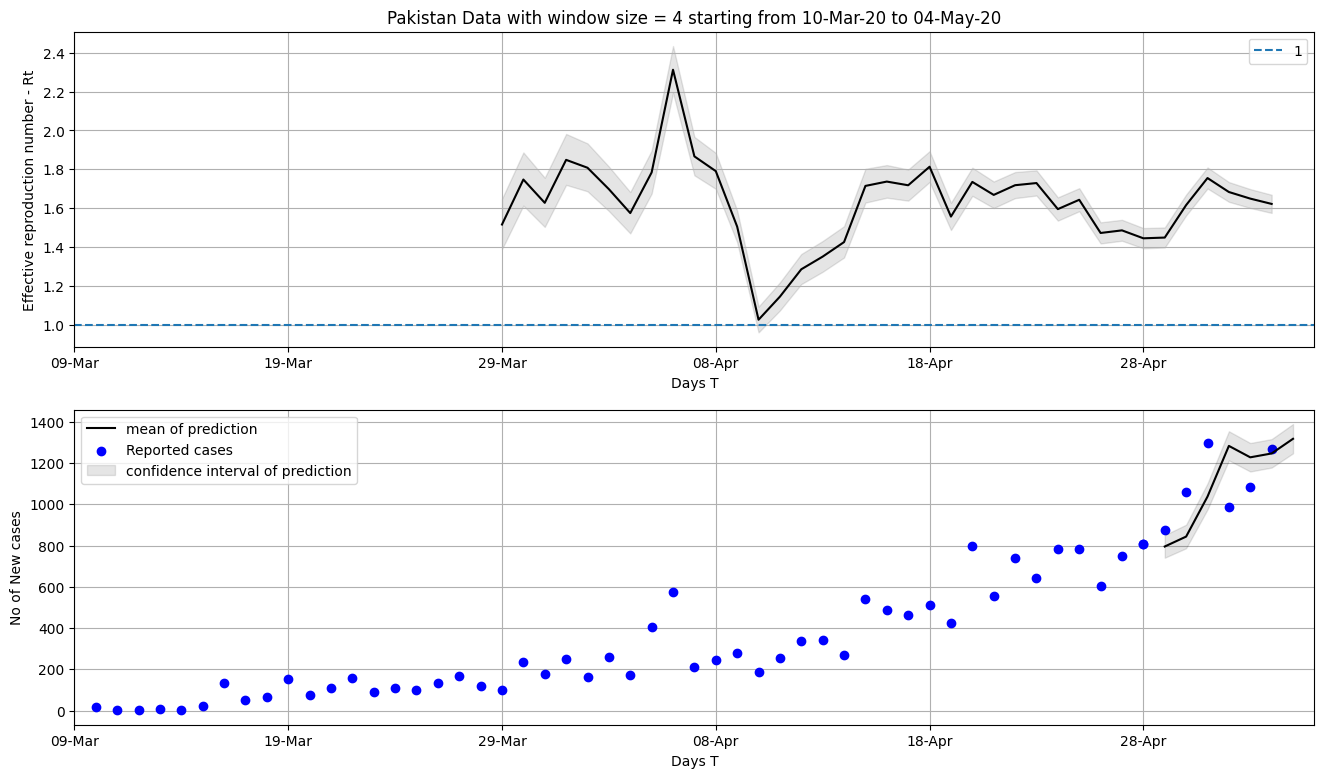 Pakistan Data with window size = 4 starting from 10-Mar-20 to 04-May-20
Effective reproduction number - Rt
2.4
2.2
2.0
1.8
1.6
1.4
1.2
1.0
1
09-Mar 19-Mar 29-Mar 08-Apr 18-Apr 28-Apr
Days T
No of New cases
1400
1200
1000
800
600
400
200
0
mean of prediction
Reported cases
confidence interval of prediction
09-Mar 19-Mar 29-Mar 08-Apr 18-Apr 28-Apr
Days T